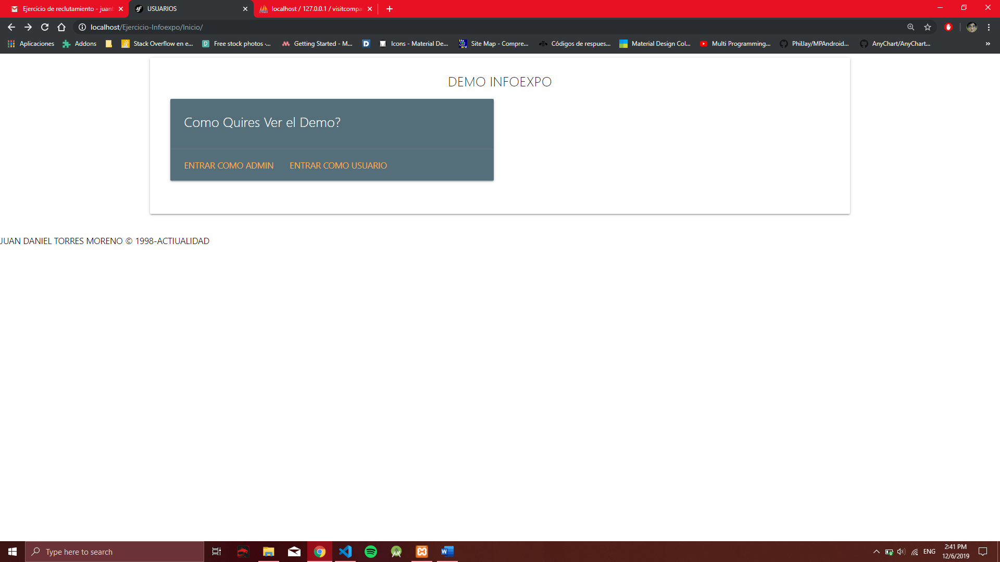 Ejercicio de reclutamiento - juant
USUARIOS
localhost / 127.0.0.1 / visitcompa
localhost/Ejercicio-Infoexpo/Inicio/
Aplicaciones
Addons
Stack Overflow en e...
Free stock photos ·...
Getting Started - M...
Icons - Material De...
Site Map - Compre...
Códigos de respues...
Material Design Col...
Multi Programming...
PhilJay/MPAndroid...
AnyChart/AnyChart...
»
DEMO INFOEXPO
Como Quires Ver el Demo?
ENTRAR COMO ADMIN ENTRAR COMO USUARIO
JUAN DANIEL TORRES MORENO © 1998-ACTIUALIDAD
Type here to search
ENG
2:41 PM
12/6/2019